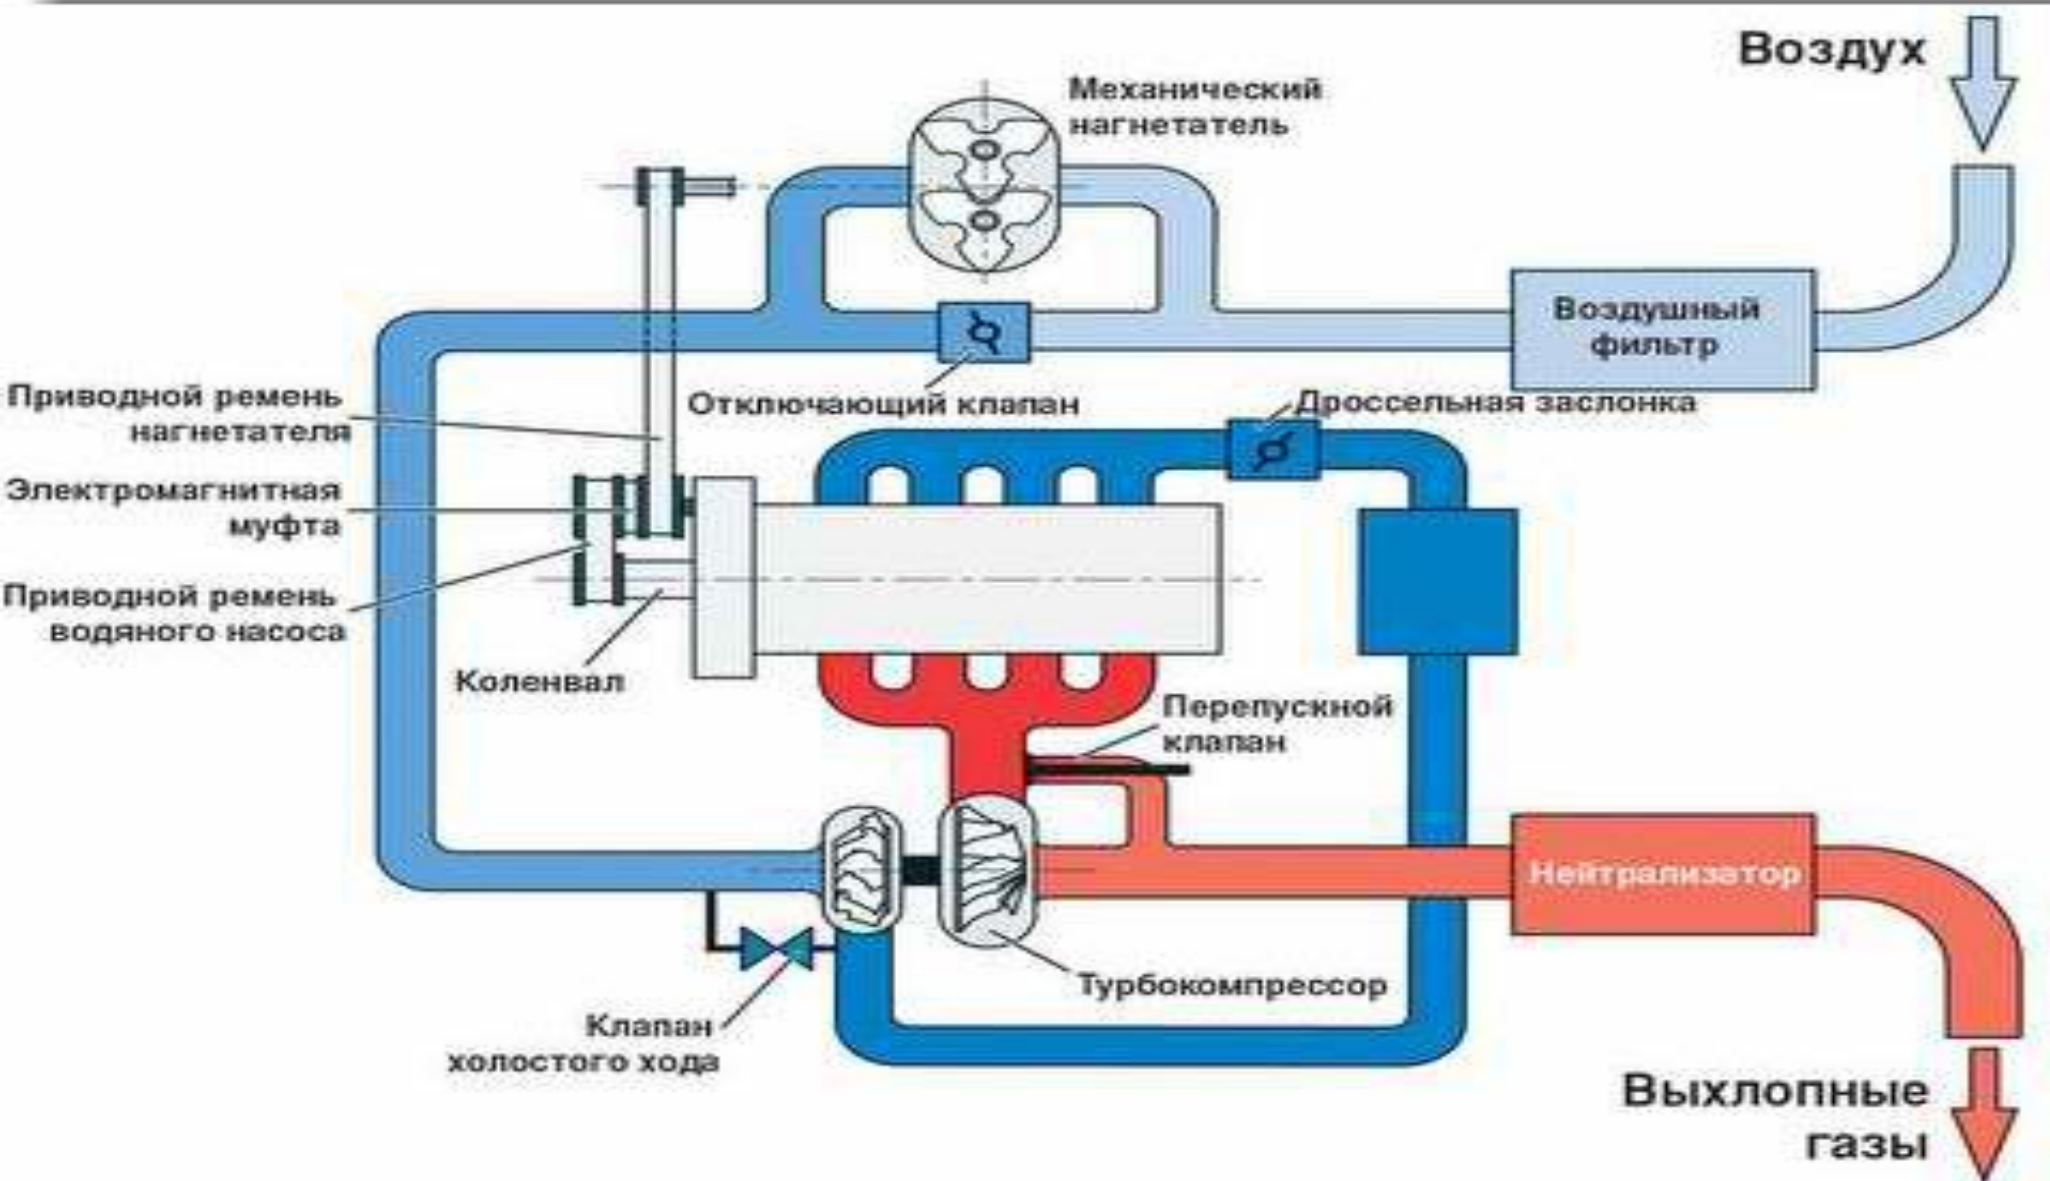 Воздух
Механический
нагнетатель
Воздушный
фильтр
Приводной ремень
нагнетателя
Отключающий клапан
Дроссельная заслонка
Электромагнитная
муфта
Приводной ремень
водяного насоса
Коленвал
Перепускной
клапан
Нейтрализатор
Турбокомпрессор
Клапан
холостого хода
Выхлопные
газы